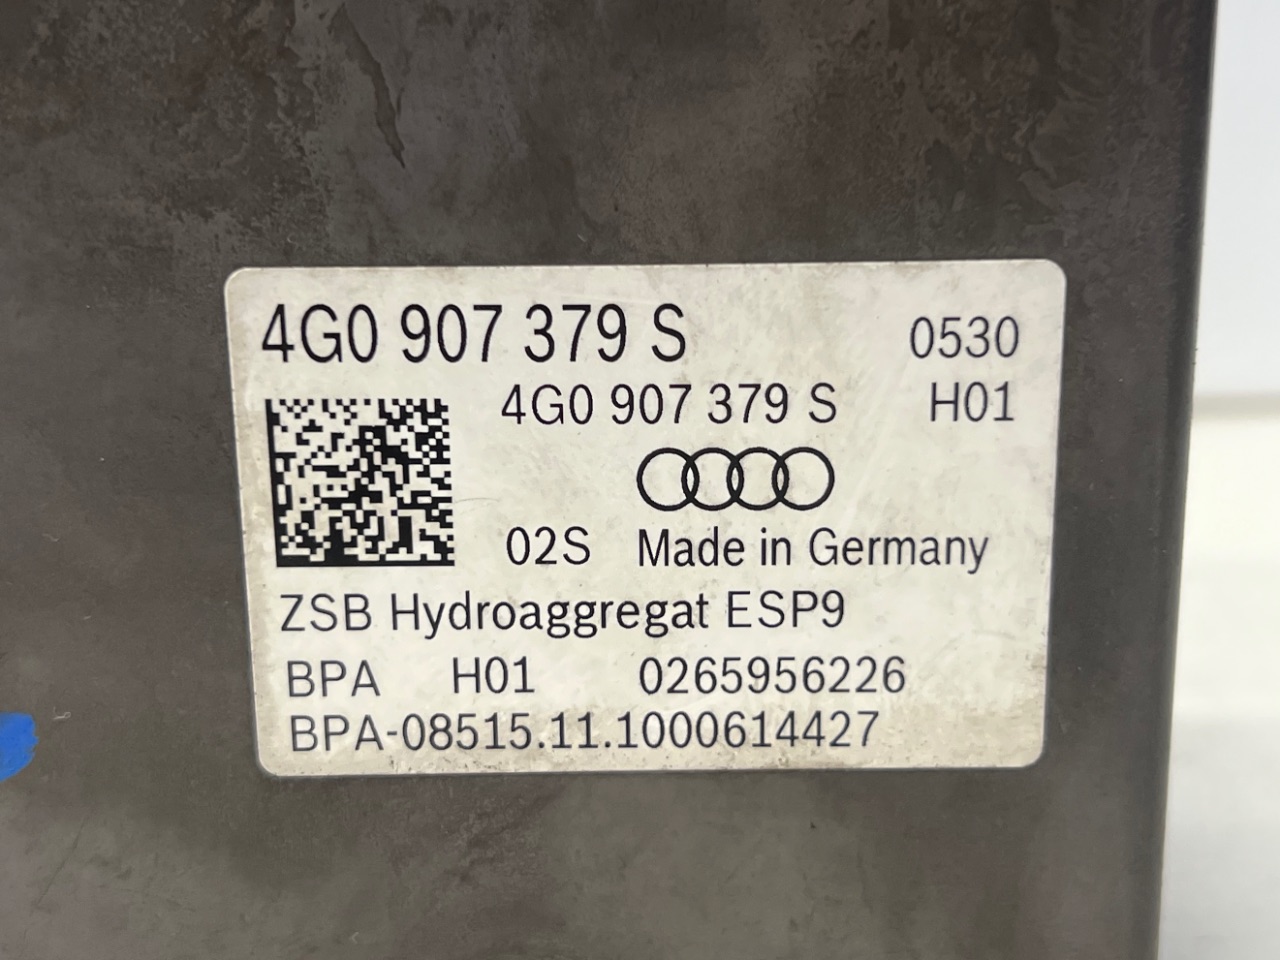 4G0 907 379 S 0530
4G0 907 379 S H01
02S Made in Germany
ZSB Hydroaggregat ESP9
BPA H01 0265956226
BPA-08515.11.1000614427